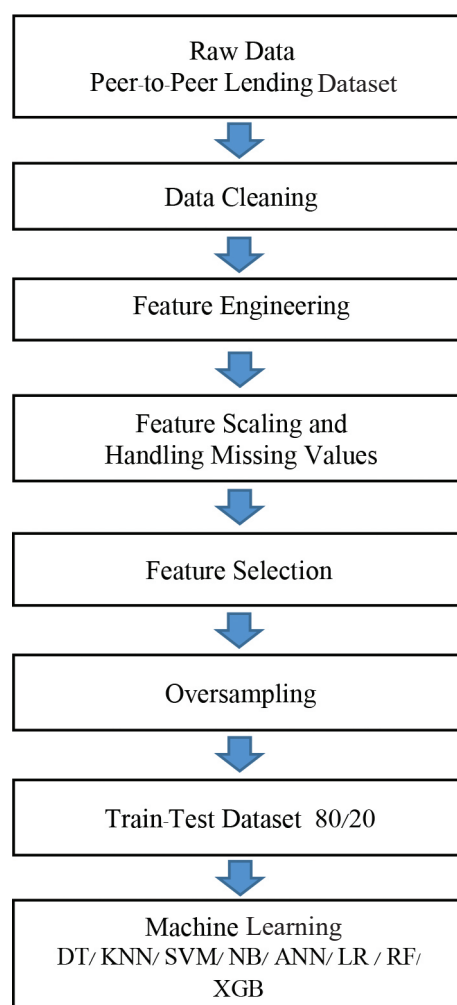 Raw Data
Peer-to-Peer Lending Dataset
Data Cleaning
Feature Engineering
Feature Scaling and
Handling Missing Values
Feature Selection
Oversampling
Train-Test Dataset 80/20
Machine Learning
DT/ KNN/ SVM/ NB/ ANN/ LR / RF/
XGB